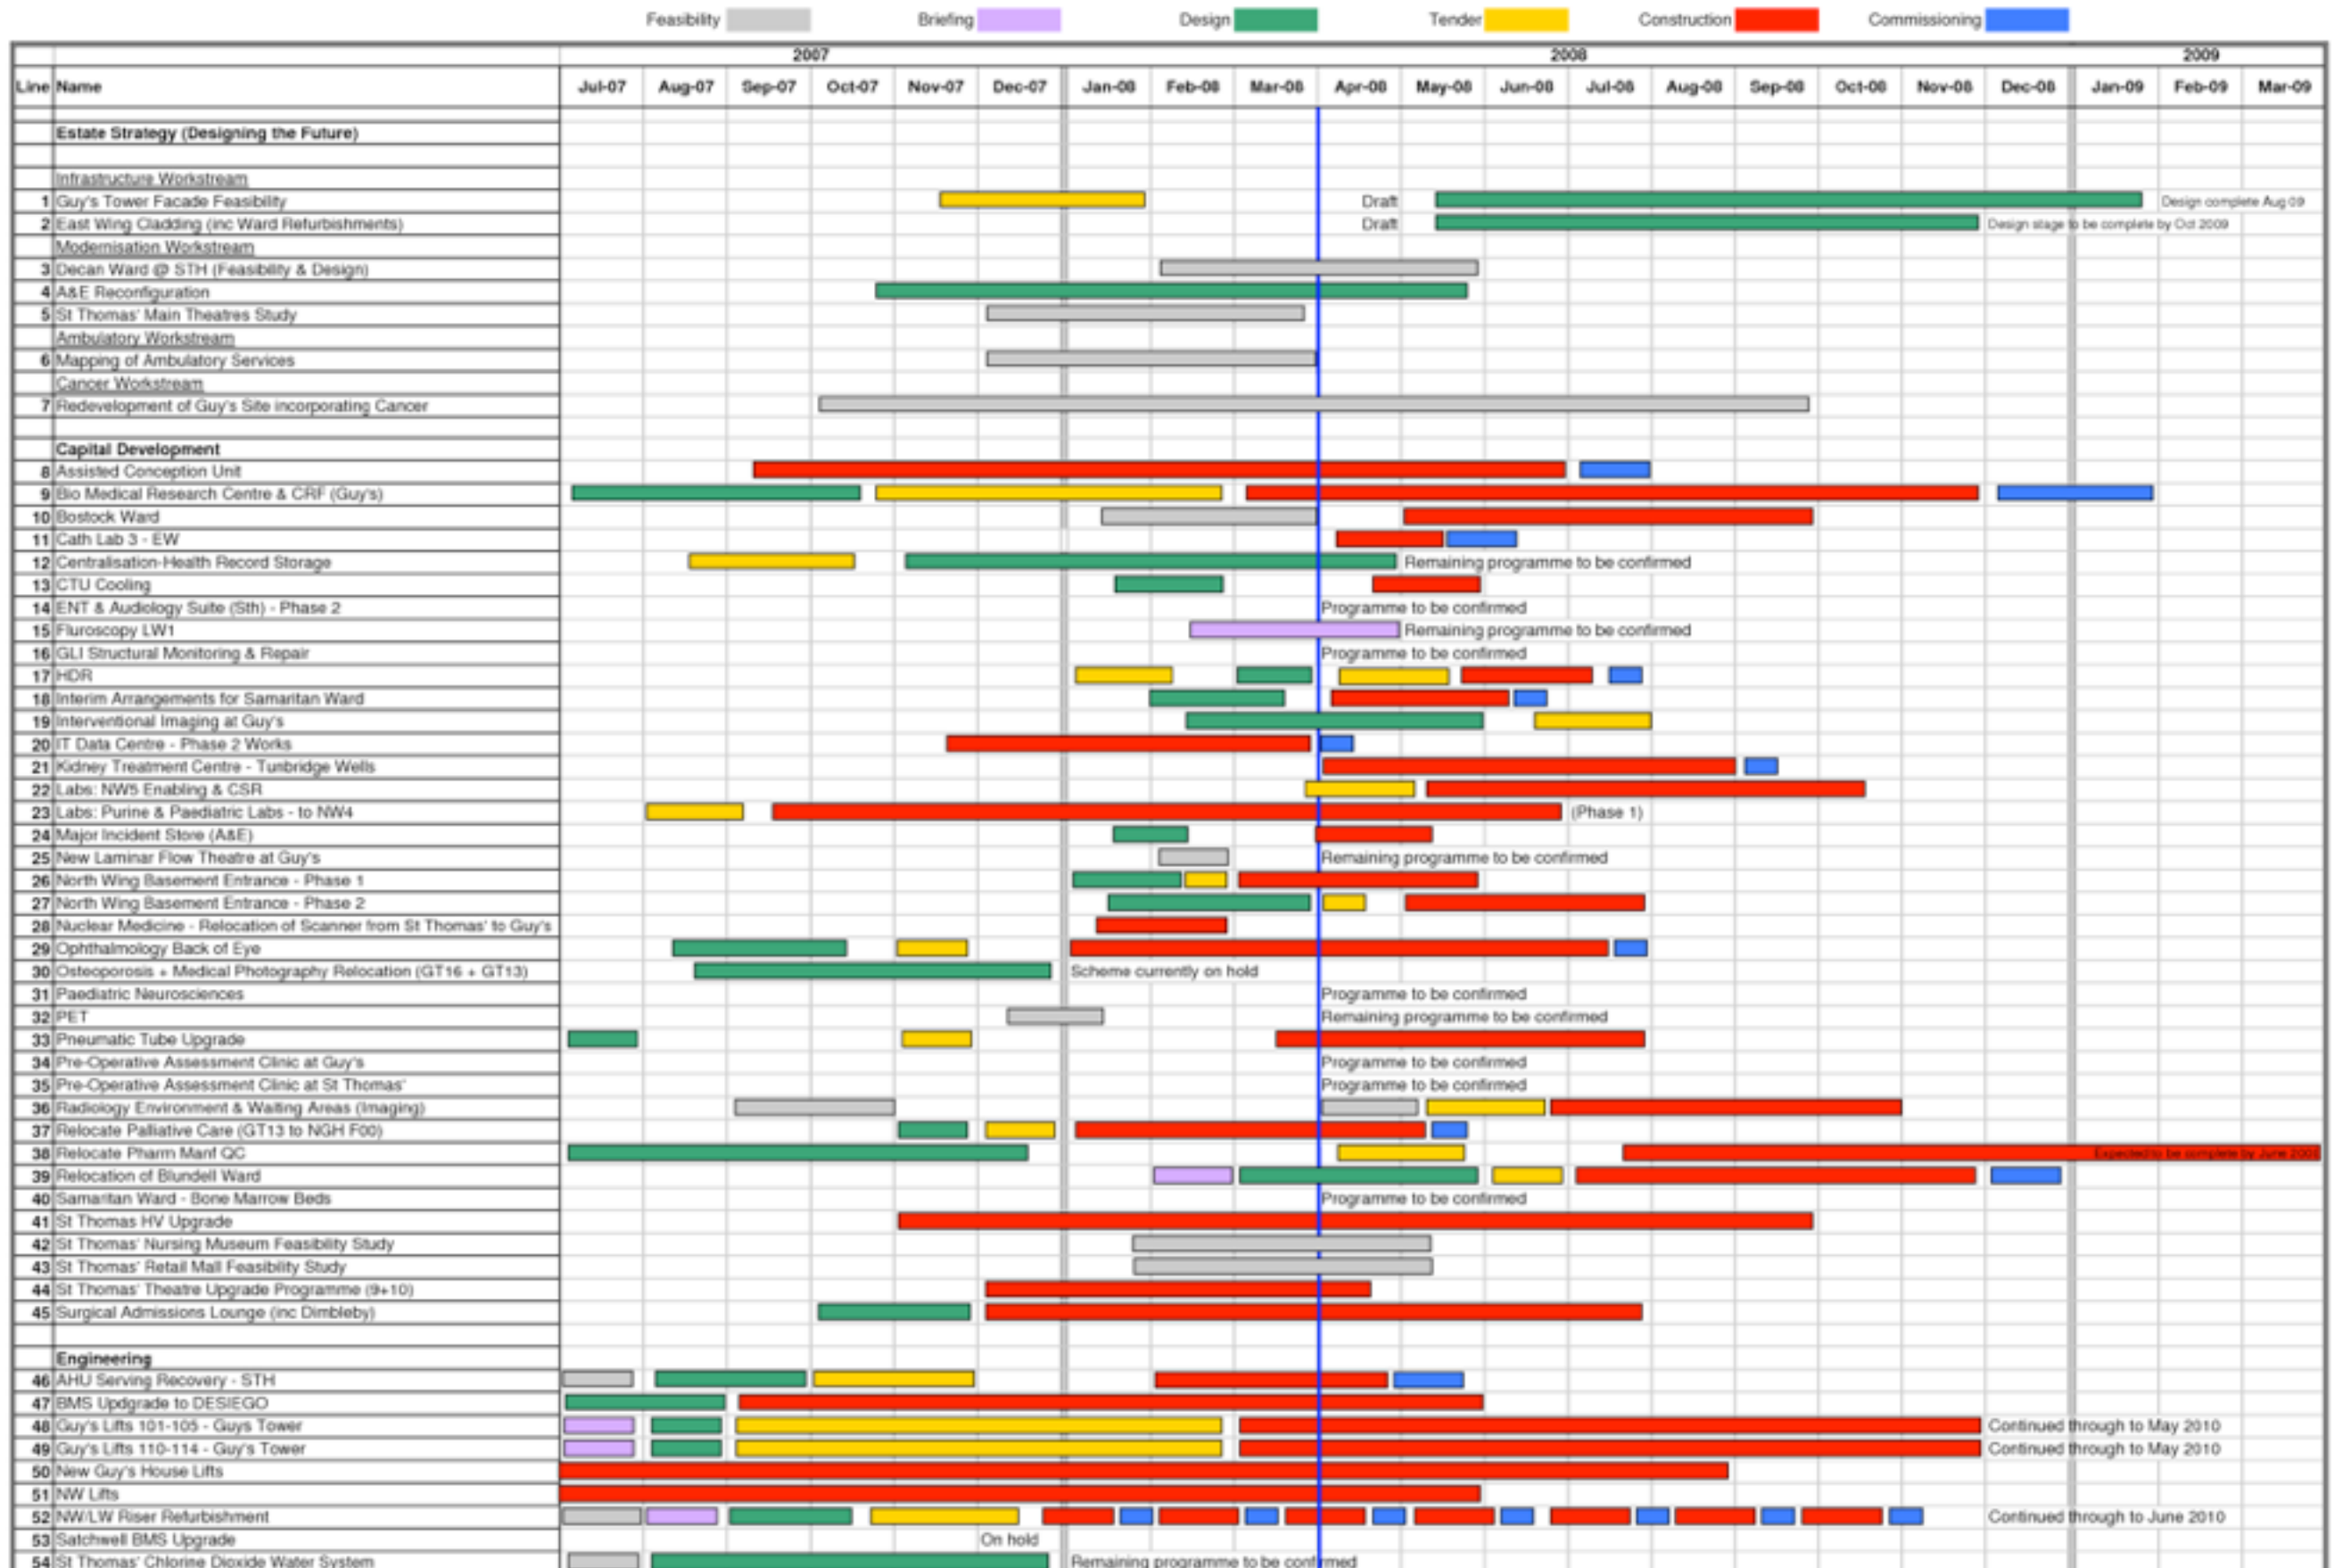 Feasibility Briefing Design Tender Construction Commissioning
2007 2008 2009
Line Name Jul-07 Aug-07 Sep-07 Oct-07 Nov-07 Dec-07 Jan-08 Feb-08 Mar-08 Apr-08 May-08 Jun-08 Jul-08 Aug-08 Sep-08 Oct-08 Nov-08 Dec-08 Jan-09 Feb-09 Mar-09
Estate Strategy (Designing the Future)
Infrastructure Workstream
1 Guy's Tower Facade Feasibility Draft Design complete Aug 09
2 East Wing Cladding (inc Ward Refurbishments) Draft Design stage to be complete by Oct 2009
Modernisation Workstream
3 Decan Ward @ STH (Feasibility & Design)
4 A&E Reconfiguration
5 St Thomas' Main Theatres Study
Ambulatory Workstream
6 Mapping of Ambulatory Services
Cancer Workstream
7 Redevelopment of Guy's Site incorporating Cancer
Capital Development
8 Assisted Conception Unit
9 Bio Medical Research Centre & CRF (Guy's)
10 Bostock Ward
11 Cath Lab 3 - EW
12 Centralisation-Health Record Storage Remaining programme to be confirmed
13 CTU Cooling
14 ENT & Audiology Suite (Sth) - Phase 2 Programme to be confirmed
15 Fluroscopy LW1 Remaining programme to be confirmed
16 GLI Structural Monitoring & Repair Programme to be confirmed
17 HDR
18 Interim Arrangements for Samaritan Ward
19 Interventional Imaging at Guy's
20 IT Data Centre - Phase 2 Works
21 Kidney Treatment Centre - Tunbridge Wells
22 Labs: NW5 Enabling & CSR
23 Labs: Purine & Paediatric Labs - to NW4 (Phase 1)
24 Major Incident Store (A&E)
25 New Laminar Flow Theatre at Guy's Remaining programme to be confirmed
26 North Wing Basement Entrance - Phase 1
27 North Wing Basement Entrance - Phase 2
28 Nuclear Medicine - Relocation of Scanner from St Thomas' to Guy's
29 Ophthalmology Back of Eye
30 Osteoporosis + Medical Photography Relocation (GT16 + GT13) Scheme currently on hold
31 Paediatric Neurosciences Programme to be confirmed
32 PET Remaining programme to be confirmed
33 Pneumatic Tube Upgrade
34 Pre-Operative Assessment Clinic at Guy's Programme to be confirmed
35 Pre-Operative Assessment Clinic at St Thomas' Programme to be confirmed
36 Radiology Environment & Waiting Areas (Imaging)
37 Relocate Palliative Care (GT13 to NGH F00)
38 Relocate Pharm Manf QC Expected to be complete by June
39 Relocation of Blundell Ward
40 Samaritan Ward - Bone Marrow Beds Programme to be confirmed
41 St Thomas HV Upgrade
42 St Thomas' Nursing Museum Feasibility Study
43 St Thomas' Retail Mall Feasibility Study
44 St Thomas' Theatre Upgrade Programme (9+10)
45 Surgical Admissions Lounge (inc Dimbleby)
Engineering
46 AHU Serving Recovery - STH
47 BMS Updgrade to DESIEGO
48 Guy's Lifts 101-105 - Guys Tower Continued through to May 2010
49 Guy's Lifts 110-114 - Guy's Tower Continued through to May 2010
50 New Guy's House Lifts
51 NW Lifts
52 NW/LW Riser Refurbishment Continued through to June 2010
53 Satchwell BMS Upgrade On hold
54 St Thomas' Chlorine Dioxide Water System Remaining programme to be confirmed